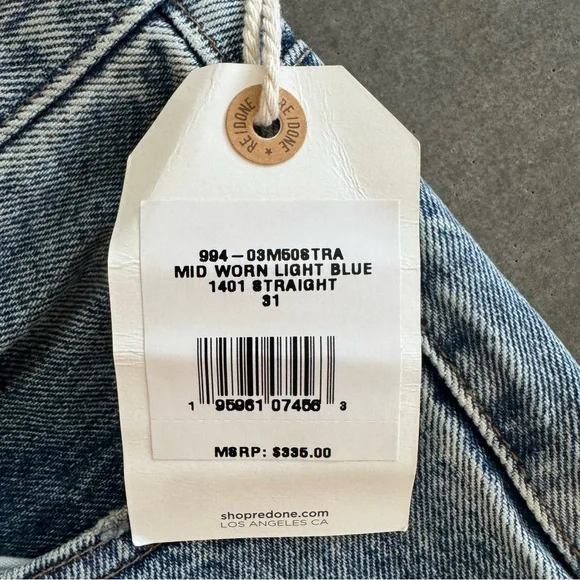 RE/DONE RE/DONE ★
994-03M50STRA
MID WORN LIGHT BLUE
1401 STRAIGHT
31
1 95961 07456 3
MSRP: $335.00
shopredone.com
LOS ANGELES CA